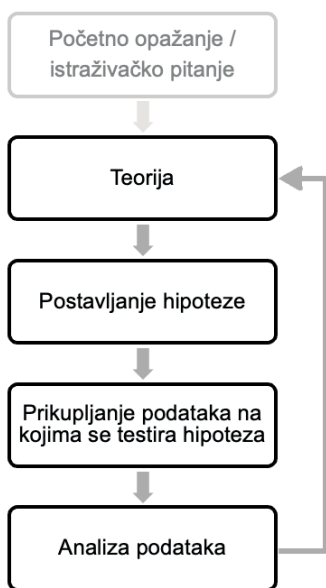 Početno opažanje /
istraživačko pitanje
Teorija
Postavljanje hipoteze
Prikupljanje podataka na
kojima se testira hipoteza
Analiza podataka